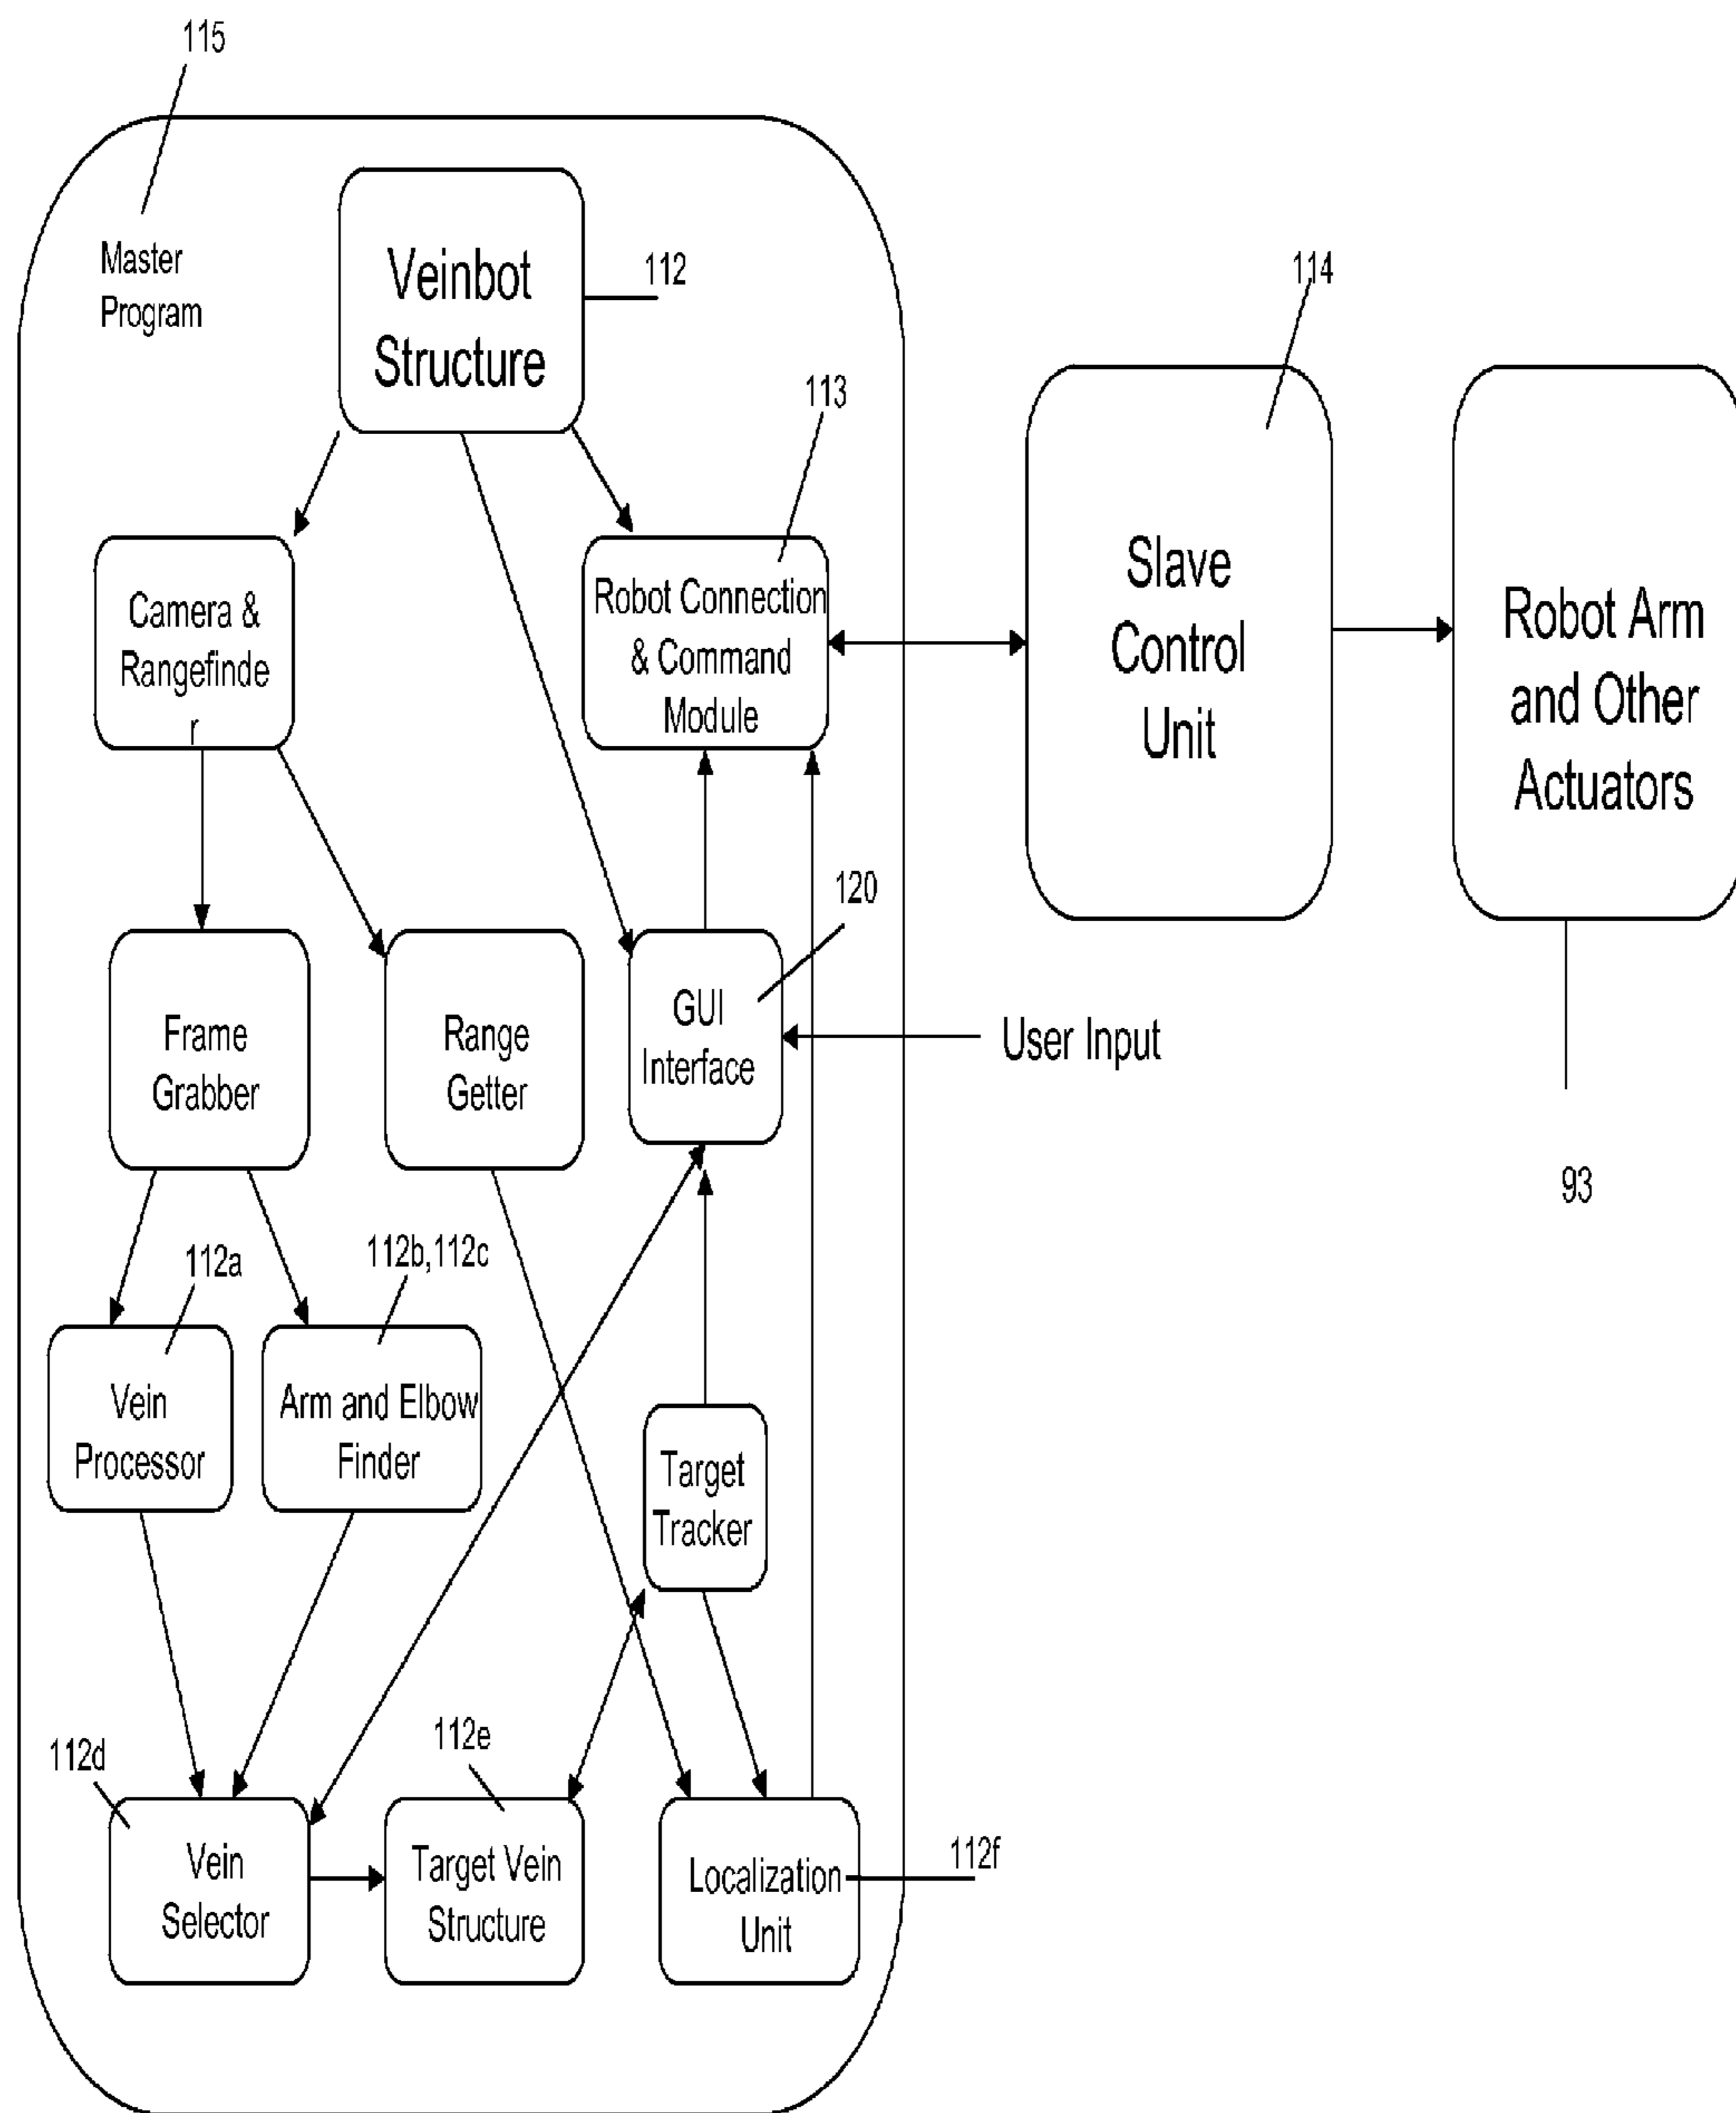 115
Master
Program
Veinbot
Structure
112
114
113
Camera &
Rangefinde
r
Robot Connection
& Command
Module
Slave
Control
Unit
Robot Arm
and Other
Actuators
120
Frame
Grabber
Range
Getter
GUI
Interface
User Input
93
112a
112b,112c
Vein
Processor
Arm and Elbow
Finder
Target
Tracker
112d
112e
112f
Vein
Selector
Target Vein
Structure
Localization
Unit